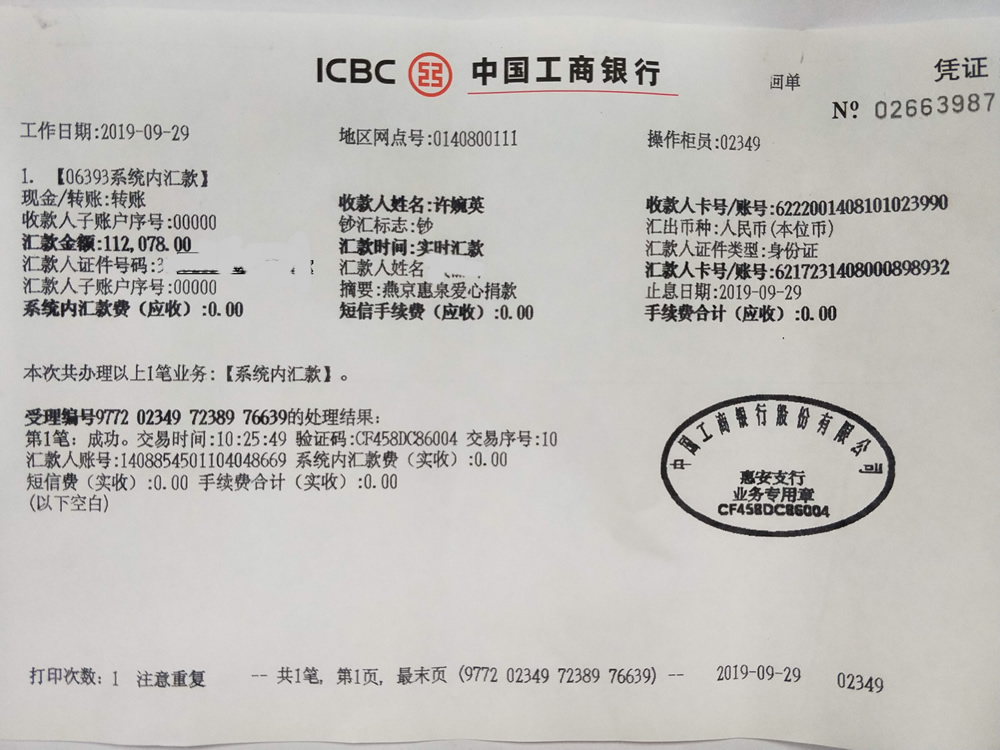 ICBC 中国工商银行
回单
凭证
Nº 02663987
工作日期:2019-09-29 地区网点号:0140800111 操作柜员:02349
1. 【06393系统内汇款】
现金/转账:转账 收款人姓名:许婉英 收款人卡号/账号:6222001408101023990
收款人子账户序号:00000 钞汇标志:钞 汇出币种:人民币(本位币)
汇款金额:112,078.00 汇款时间:实时汇款 汇款人证件类型:身份证
汇款人证件号码:3 汇款人姓名 汇款人卡号/账号:6217231408000898932
汇款人子账户序号:00000 摘要:燕京惠泉爱心捐款 止息日期:2019-09-29
系统内汇款费（应收）:0.00 短信手续费（应收）:0.00 手续费合计（应收）:0.00
本次共办理以上1笔业务:【系统内汇款】。
受理编号9772 02349 72389 76639的处理结果:
第1笔: 成功。交易时间:10:25:49 验证码:CF458DC86004 交易序号:10
汇款人账号:1408854501104048669 系统内汇款费（实收）:0.00
短信费（实收）:0.00 手续费合计（实收）:0.00
(以下空白)
中国工商银行股份有限公司
惠安支行
业务专用章
CF458DC86004
打印次数: 1 注意重复 -- 共1笔, 第1页, 最末页 (9772 02349 72389 76639) -- 2019-09-29 02349